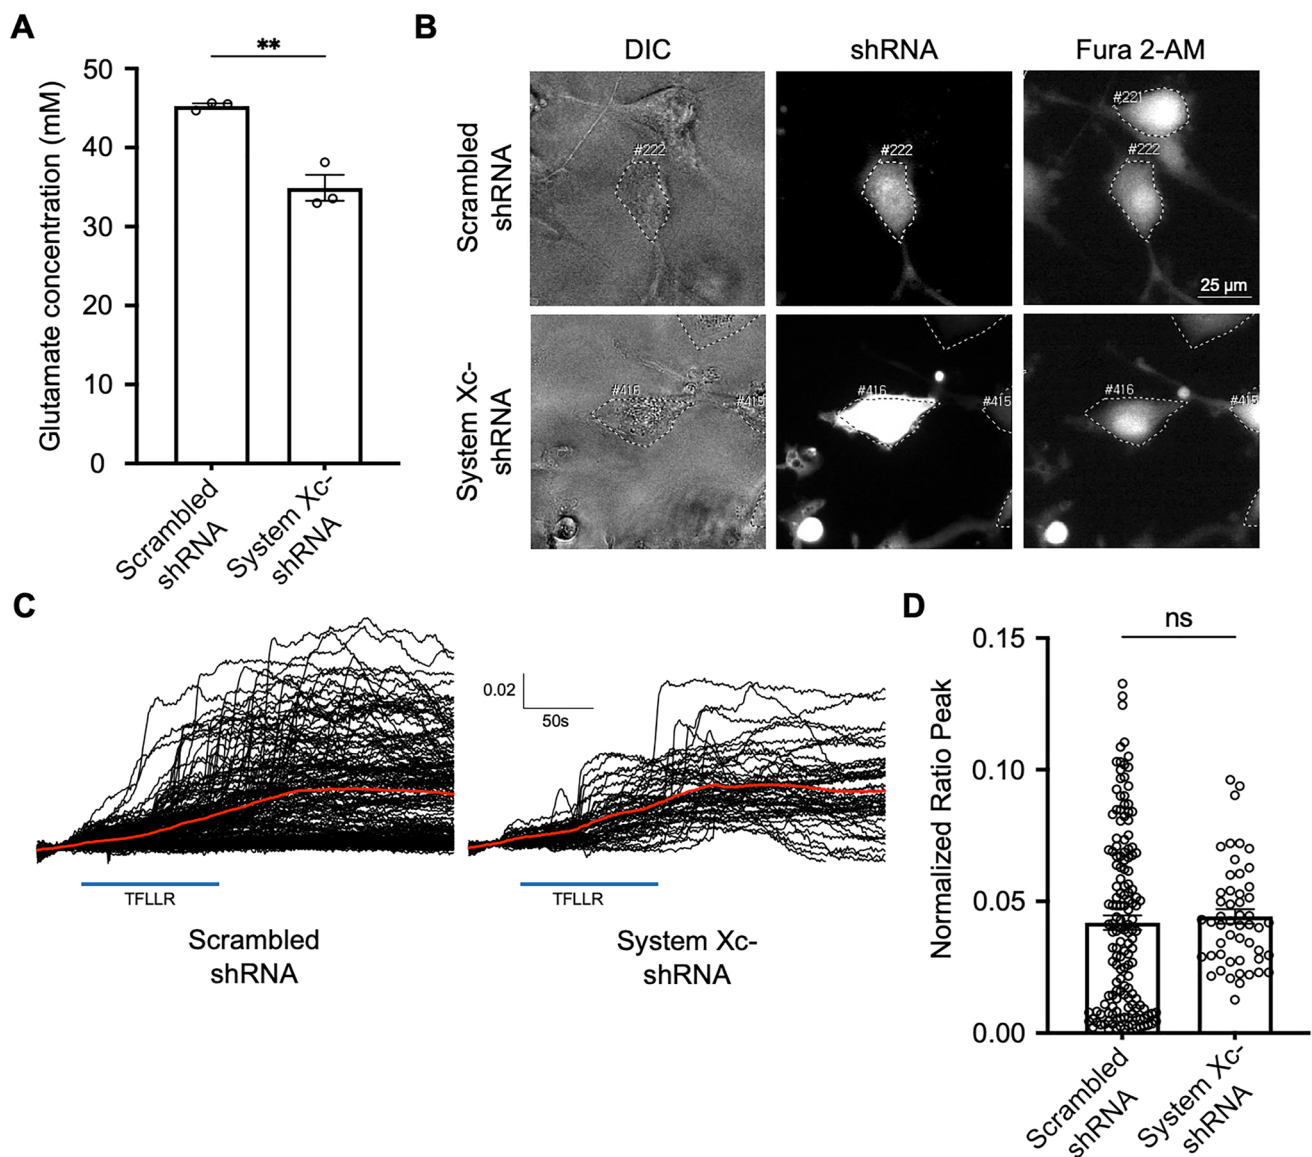 A
**
Glutamate concentration (mM)
50
40
30
20
10
0
Scrambled
shRNA
System Xc-
shRNA
B
DIC
shRNA
Fura 2-AM
Scrambled
shRNA
#222
#222
#221
#222
25 µm
System Xc-
shRNA
#416
#415
#416
#415
#416
C
0.02
50s
TFLLR
TFLLR
Scrambled
shRNA
System Xc-
shRNA
D
ns
Normalized Ratio Peak
0.15
0.10
0.05
0.00
Scrambled
shRNA
System Xc-
shRNA